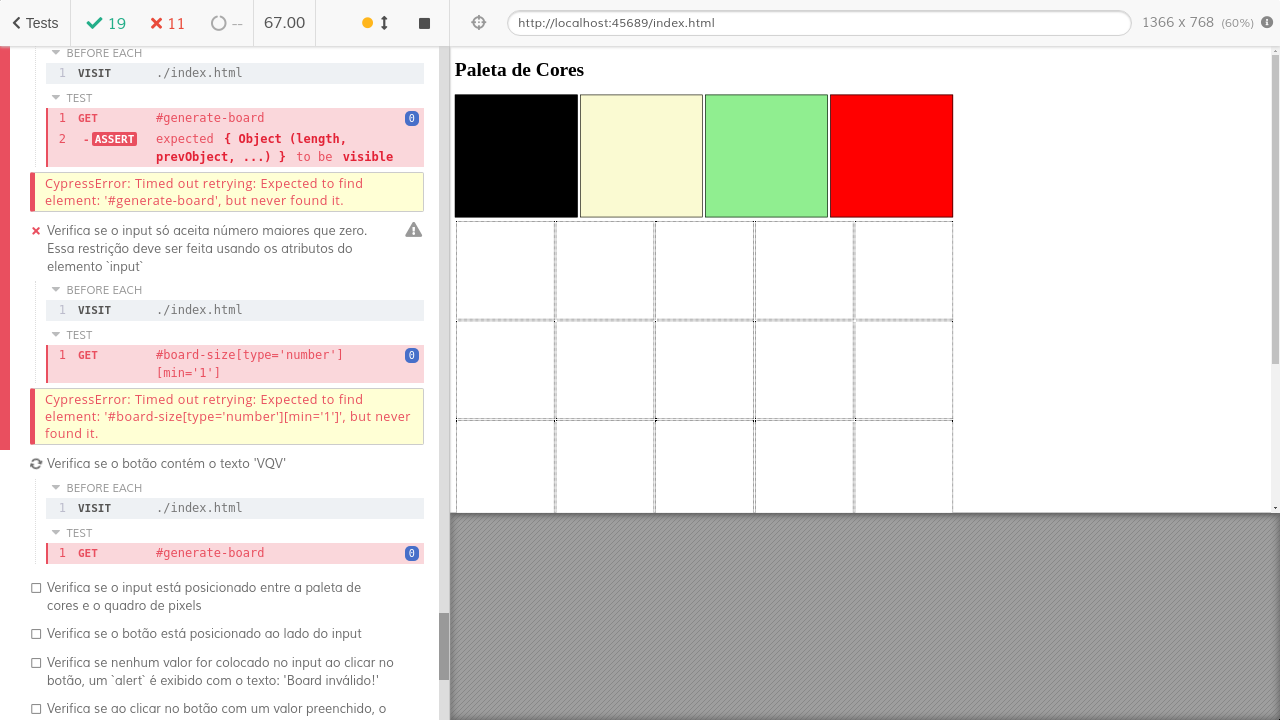 Tests 19 11 -- 67.00 http://localhost:45689/index.html 1366 x 768 (60%)
BEFORE EACH
1 VISIT ./index.html
TEST
1 GET #generate-board 0
2 - ASSERT expected { Object (length,
prevObject, ...) } to be visible
CypressError: Timed out retrying: Expected to find
element: '#generate-board', but never found it.
Verifica se o input só aceita número maiores que zero.
Essa restrição deve ser feita usando os atributos do
elemento `input`
BEFORE EACH
1 VISIT ./index.html
TEST
1 GET #board-size[type='number'] 0
[min='1']
CypressError: Timed out retrying: Expected to find
element: '#board-size[type='number'][min='1']', but never
found it.
Verifica se o botão contém o texto 'VQV'
BEFORE EACH
1 VISIT ./index.html
TEST
1 GET #generate-board 0
Verifica se o input está posicionado entre a paleta de
cores e o quadro de pixels
Verifica se o botão está posicionado ao lado do input
Verifica se nenhum valor for colocado no input ao clicar no
botão, um `alert` é exibido com o texto: 'Board inválido!'
Verifica se ao clicar no botão com um valor preenchido, o
Paleta de Cores